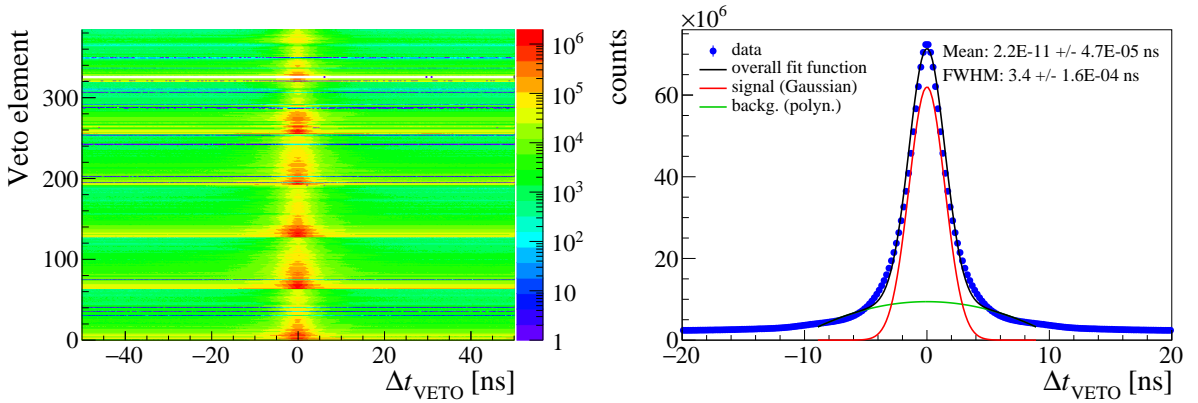 Veto element
300
200
100
0
−40
−20
0
20
40
Δt_VETO [ns]
10^6
10^5
10^4
10^3
10^2
10
1
×10^6
counts
60
40
20
0
−20
−10
0
10
20
Δt_VETO [ns]
data
overall fit function
signal (Gaussian)
backg. (polyn.)
Mean: 2.2E-11 +/- 4.7E-05 ns
FWHM: 3.4 +/- 1.6E-04 ns